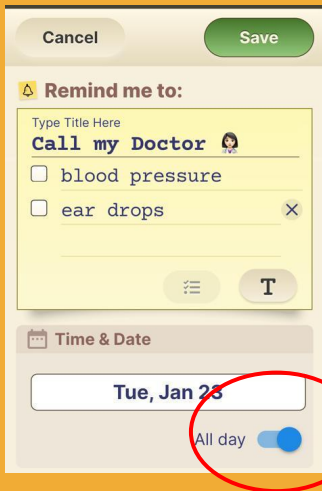 Cancel
Save
Remind me to:
Type Title Here
Call my Doctor 👩🏻‍⚕️
blood pressure
ear drops
T
Time & Date
Tue, Jan 23
All day